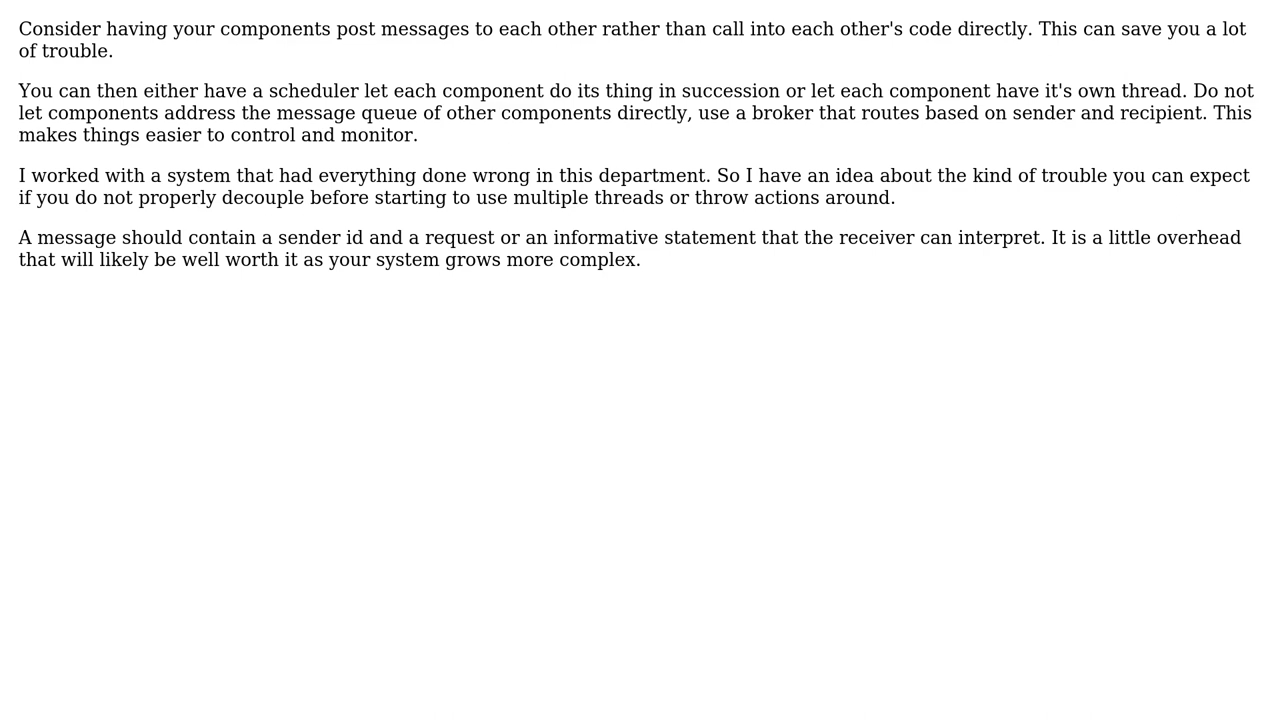 Consider having your components post messages to each other rather than call into each other's code directly. This can save you a lot
of trouble.
You can then either have a scheduler let each component do its thing in succession or let each component have it's own thread. Do not
let components address the message queue of other components directly, use a broker that routes based on sender and recipient. This
makes things easier to control and monitor.
I worked with a system that had everything done wrong in this department. So I have an idea about the kind of trouble you can expect
if you do not properly decouple before starting to use multiple threads or throw actions around.
A message should contain a sender id and a request or an informative statement that the receiver can interpret. It is a little overhead
that will likely be well worth it as your system grows more complex.